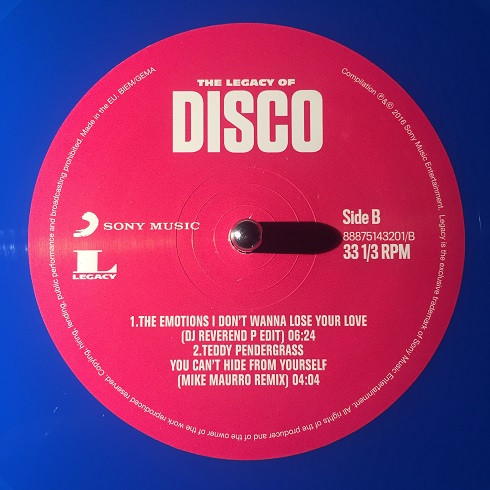 THE LEGACY OF
DISCO
SONY MUSIC
L
LEGACY
Side B
88875143201/B
33 1/3 RPM
1.THE EMOTIONS I DON'T WANNA LOSE YOUR LOVE
(DJ REVEREND P EDIT) 06:24
2.TEDDY PENDERGRASS
YOU CAN'T HIDE FROM YOURSELF
(MIKE MAURRO REMIX) 04:04
Compilation ℗&© 2016 Sony Music Entertainment. Legacy is the exclusive trademark of Sony Music Entertainment. All rights of the producer and of the owner of the work reproduced reserved. Copying, hiring, lending, public performance and broadcasting prohibited. Made in the EU. BIEM/GEMA